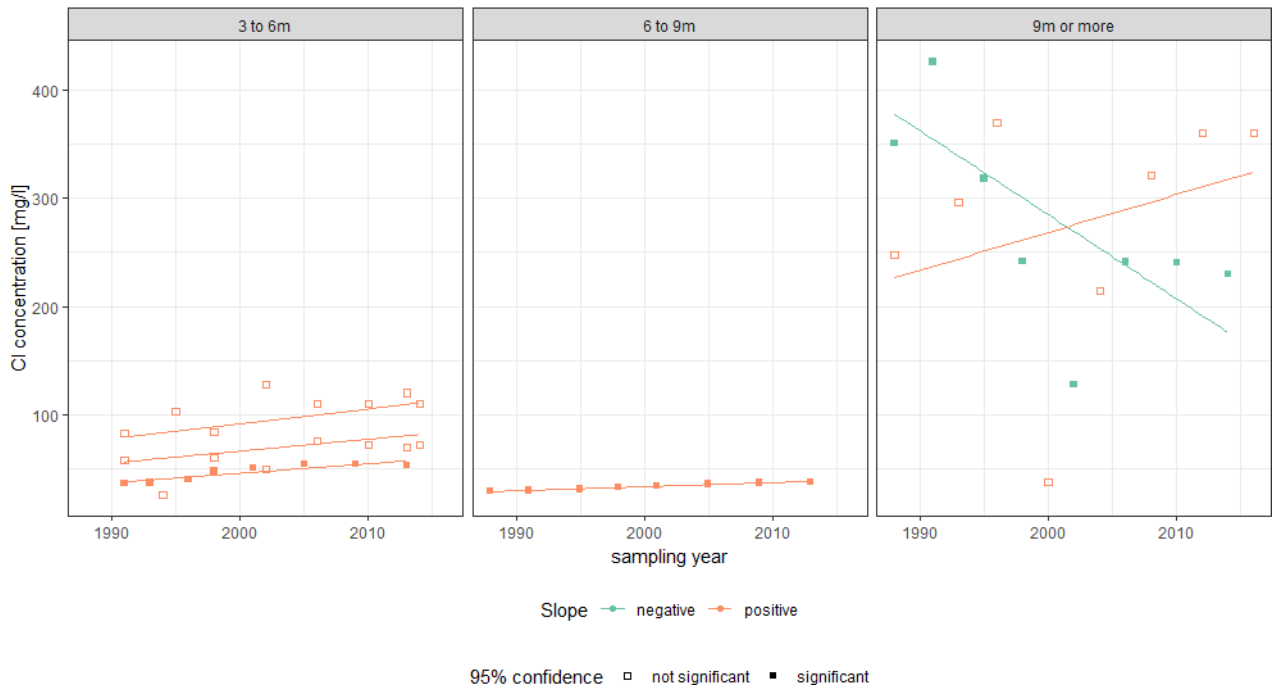 3 to 6m
6 to 9m
9m or more
Cl concentration [mg/l]
400
300
200
100
1990
2000
2010
1990
2000
2010
1990
2000
2010
sampling year
Slope negative positive
95% confidence not significant significant